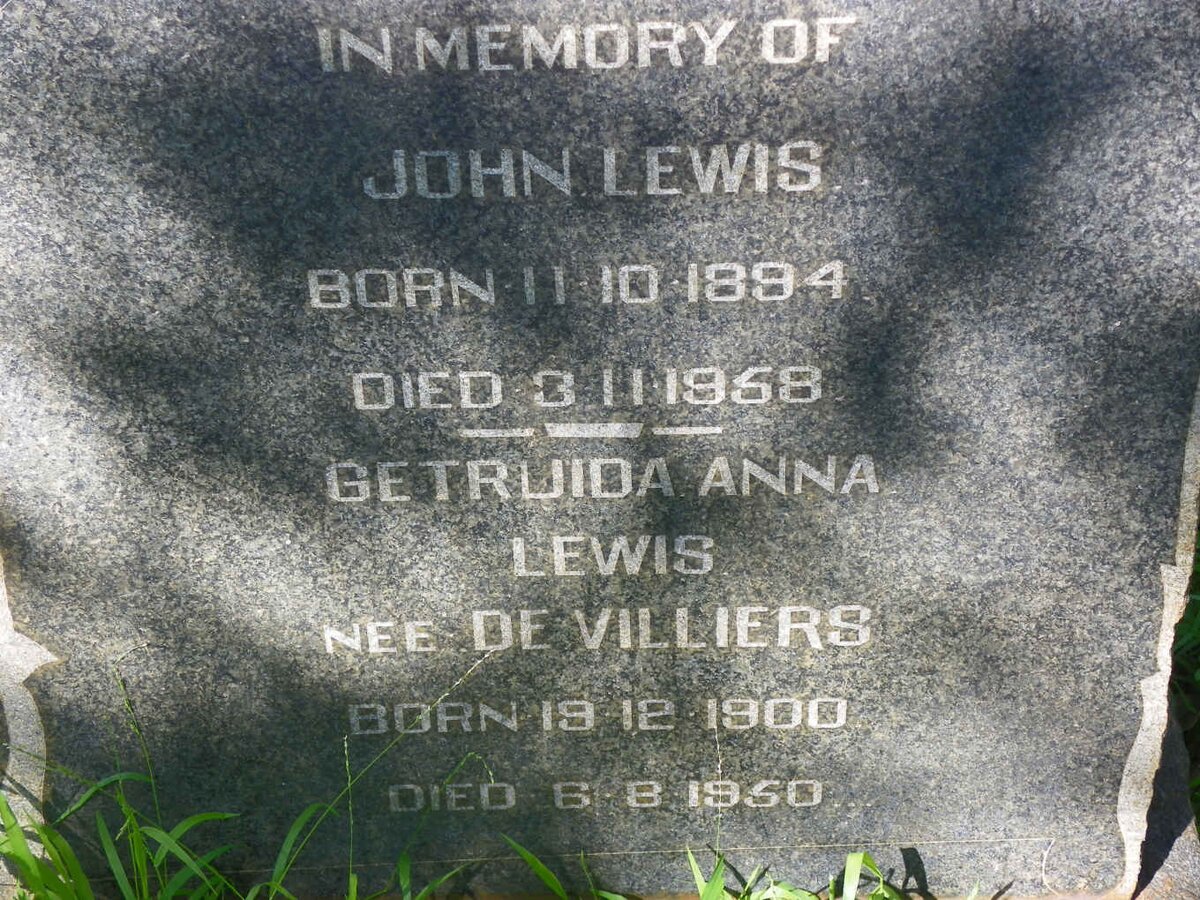 IN MEMORY OF
JOHN LEWIS
BORN 11·10·1894
DIED 3·11·1968
GETRUIDA ANNA
LEWIS
NEE DE VILLIERS
BORN 19·12·1900
DIED 6·8·1960